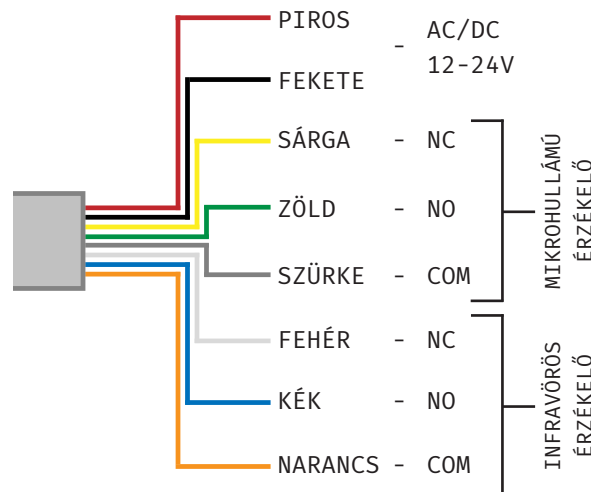 PIROS
FEKETE
- AC/DC
12-24V
SÁRGA - NC
ZÖLD - NO
SZÜRKE - COM
MIKROHULLÁMÚ
ÉRZÉKELŐ
FEHÉR - NC
KÉK - NO
NARANCS - COM
INFRAVÖRÖS
ÉRZÉKELŐ